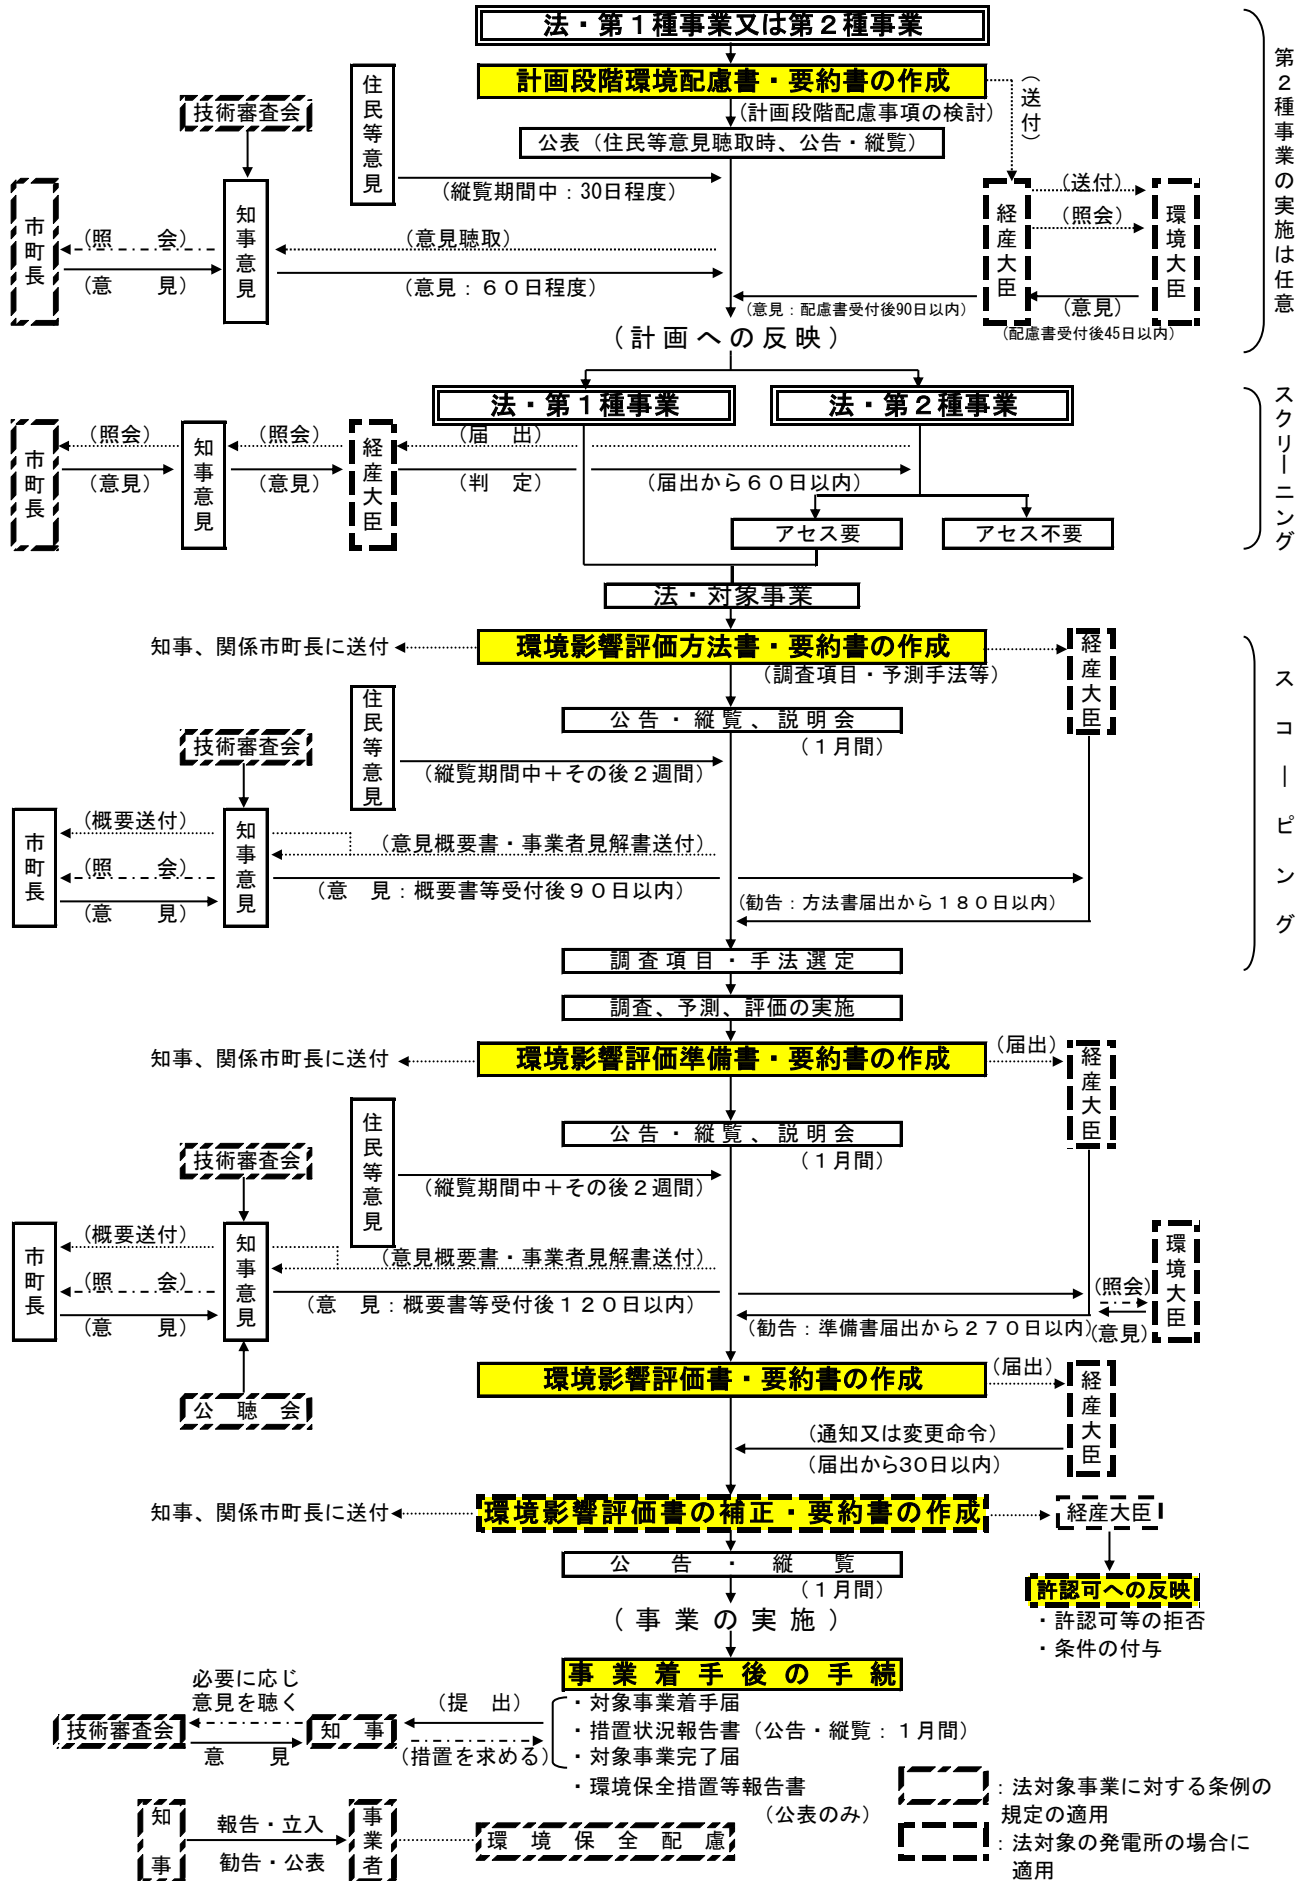 法・第１種事業又は第２種事業
計画段階環境配慮書・要約書の作成
（送付）
（計画段階配慮事項の検討）
技術審査会
住民等意見
公表（住民等意見聴取時、公告・縦覧）
（縦覧期間中：30日程度）
市町長
知事意見
（照　会）
（意　見）
（意見聴取）
（意見：６０日程度）
経産大臣
（送付）
（照会）
（意見）
環境大臣
（意見：配慮書受付後90日以内）
（配慮書受付後45日以内）
第２種事業の実施は任意
（計画への反映）
法・第１種事業
法・第２種事業
市町長
（照会）
（意見）
知事意見
（照会）
（意見）
経産大臣
（届　出）
（判　定）
（届出から６０日以内）
アセス要
アセス不要
スクリーニング
法・対象事業
知事、関係市町長に送付
環境影響評価方法書・要約書の作成
経産大臣
（調査項目・予測手法等）
住民等意見
公告・縦覧、説明会
（１月間）
技術審査会
（縦覧期間中＋その後２週間）
市町長
（概要送付）
（照　会）
（意　見）
知事意見
（意見概要書・事業者見解書送付）
（意　見：概要書等受付後９０日以内）
（勧告：方法書届出から１８０日以内）
スコーピング
調査項目・手法選定
調査、予測、評価の実施
知事、関係市町長に送付
環境影響評価準備書・要約書の作成
（届出）
経産大臣
住民等意見
公告・縦覧、説明会
（１月間）
技術審査会
（縦覧期間中＋その後２週間）
市町長
（概要送付）
（照　会）
（意　見）
知事意見
（意見概要書・事業者見解書送付）
（意　見：概要書等受付後１２０日以内）
（勧告：準備書届出から２７０日以内）
（照会）
（意見）
環境大臣
環境影響評価書・要約書の作成
（届出）
経産大臣
公　聴　会
（通知又は変更命令）
（届出から30日以内）
知事、関係市町長に送付
環境影響評価書の補正・要約書の作成
経産大臣
公　告　・　縦　覧
（１月間）
許認可への反映
・許認可等の拒否
・条件の付与
（事業の実施）
事業着手後の手続
必要に応じ
意見を聴く
技術審査会
意　見
知　事
（提　出）
（措置を求める）
・対象事業着手届
・措置状況報告書（公告・縦覧：１月間）
・対象事業完了届
・環境保全措置等報告書
（公表のみ）
知事
報告・立入
勧告・公表
事業者
環　境　保　全　配　慮
：法対象事業に対する条例の
規定の適用
：法対象の発電所の場合に
適用